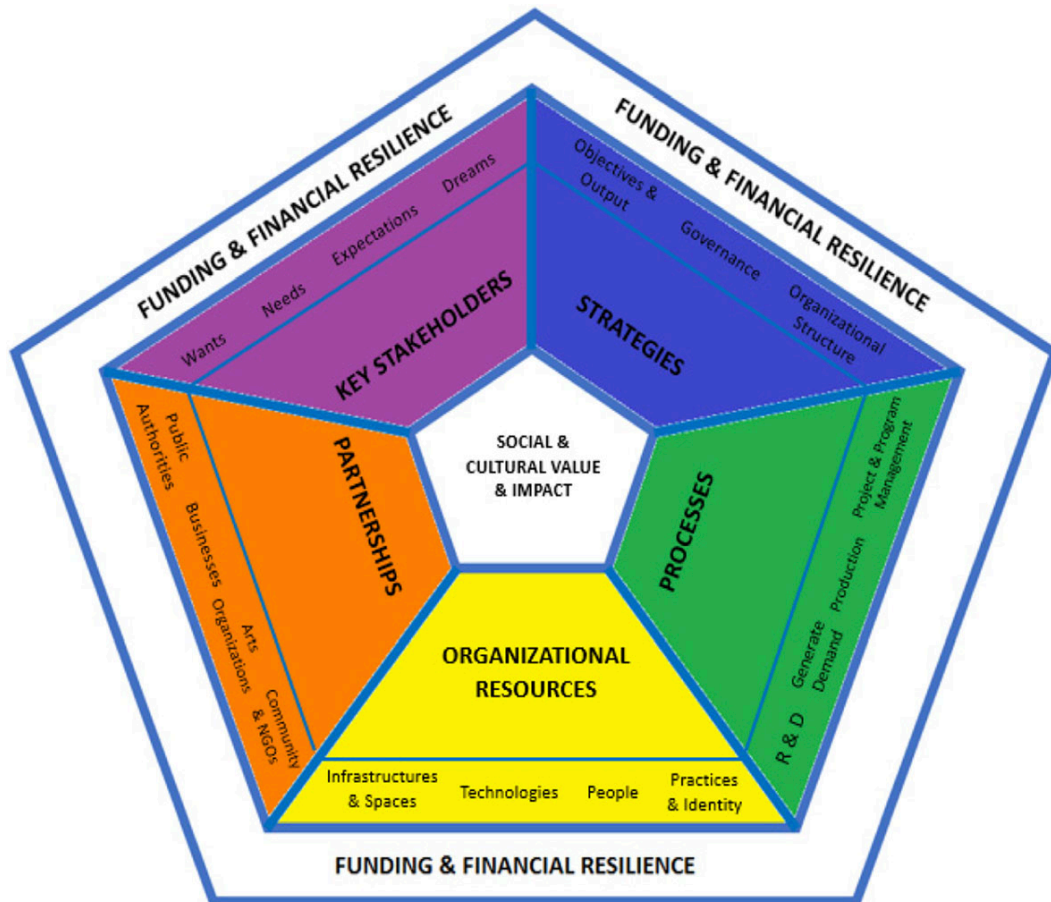 FUNDING & FINANCIAL RESILIENCE
FUNDING & FINANCIAL RESILIENCE
Wants
Needs
Expectations
Dreams
KEY STAKEHOLDERS
Objectives &
Output
Governance
Organizational
Structure
STRATEGIES
SOCIAL &
CULTURAL VALUE
& IMPACT
Public
Authorities
Businesses
Arts
Organizations
Community
& NGOs
PARTNERSHIPS
PROCESSES
Project & Program
Management
Production
Generate
Demand
R & D
ORGANIZATIONAL
RESOURCES
Infrastructures
& Spaces
Technologies
People
Practices
& Identity
FUNDING & FINANCIAL RESILIENCE